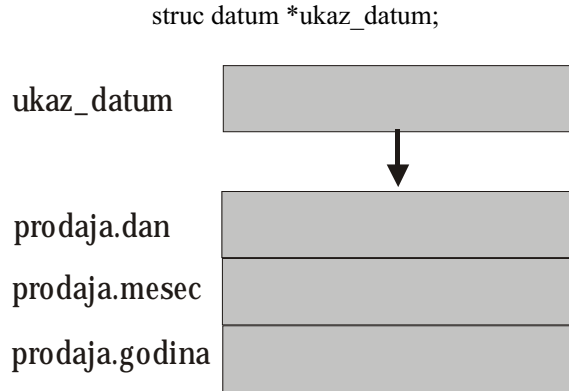 struc datum *ukaz_datum;
ukaz_datum
prodaja.dan
prodaja.mesec
prodaja.godina